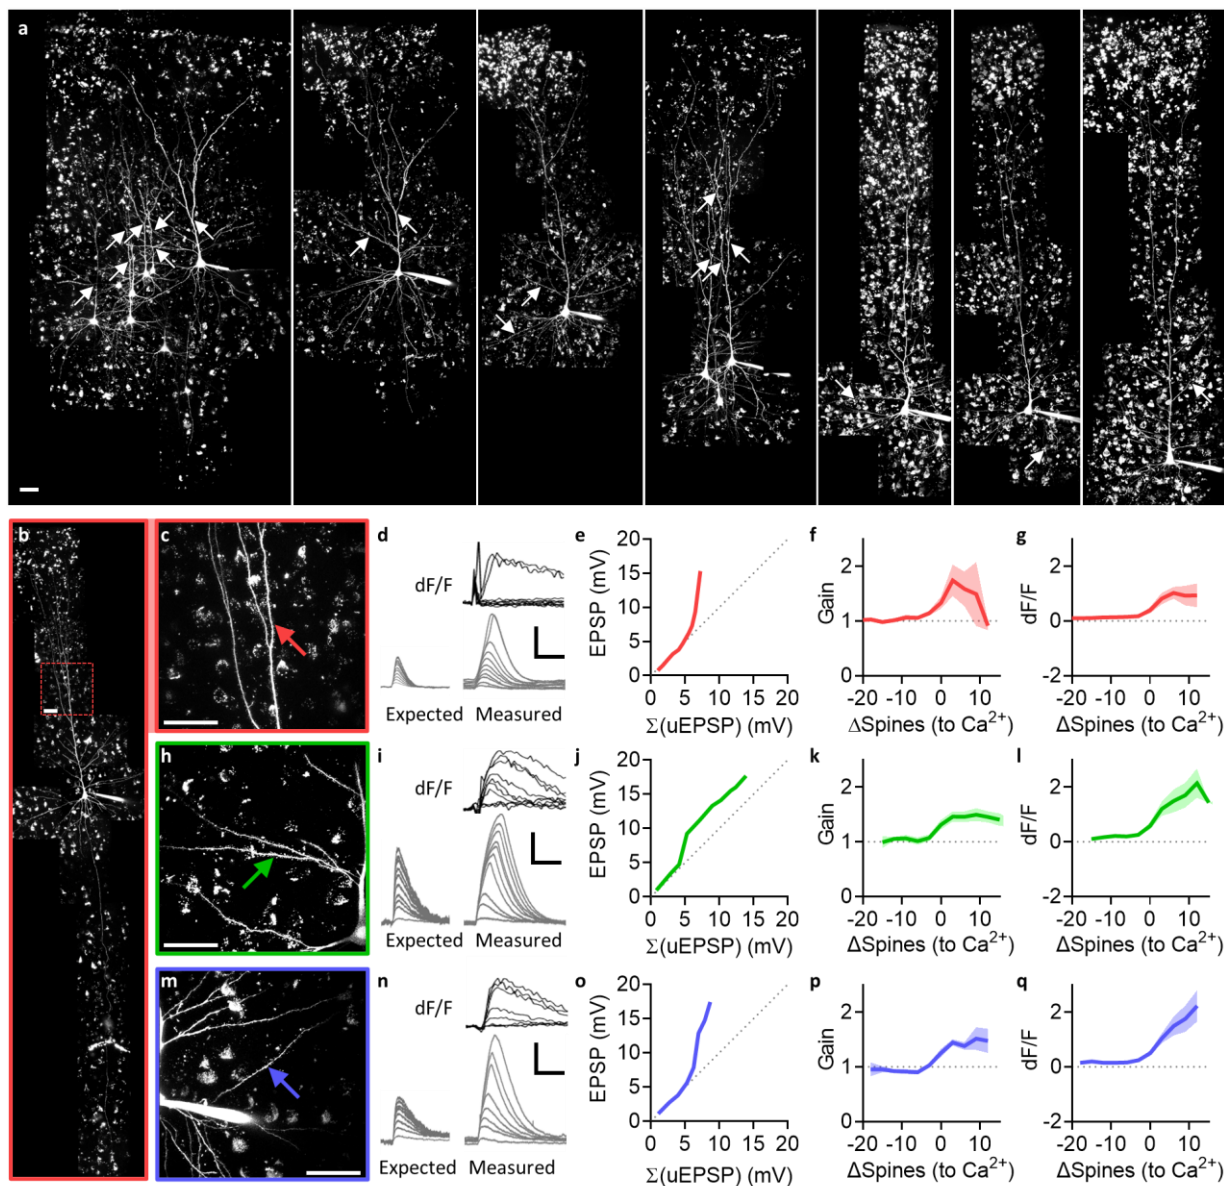 a
b
c
d
dF/F
Expected
Measured
e
EPSP (mV)
20
15
10
5
0
0 5 10 15 20
Σ(uEPSP) (mV)
f
Gain
2
1
0
-20 -10 0 10
ΔSpines (to Ca²⁺)
g
dF/F
2
0
-2
-20 -10 0 10
ΔSpines (to Ca²⁺)
h
i
dF/F
Expected
Measured
j
EPSP (mV)
20
15
10
5
0
0 5 10 15 20
Σ(uEPSP) (mV)
k
Gain
2
1
0
-20 -10 0 10
ΔSpines (to Ca²⁺)
l
dF/F
2
0
-2
-20 -10 0 10
ΔSpines (to Ca²⁺)
m
n
dF/F
Expected
Measured
o
EPSP (mV)
20
15
10
5
0
0 5 10 15 20
Σ(uEPSP) (mV)
p
Gain
2
1
0
-20 -10 0 10
ΔSpines (to Ca²⁺)
q
dF/F
2
0
-2
-20 -10 0 10
ΔSpines (to Ca²⁺)